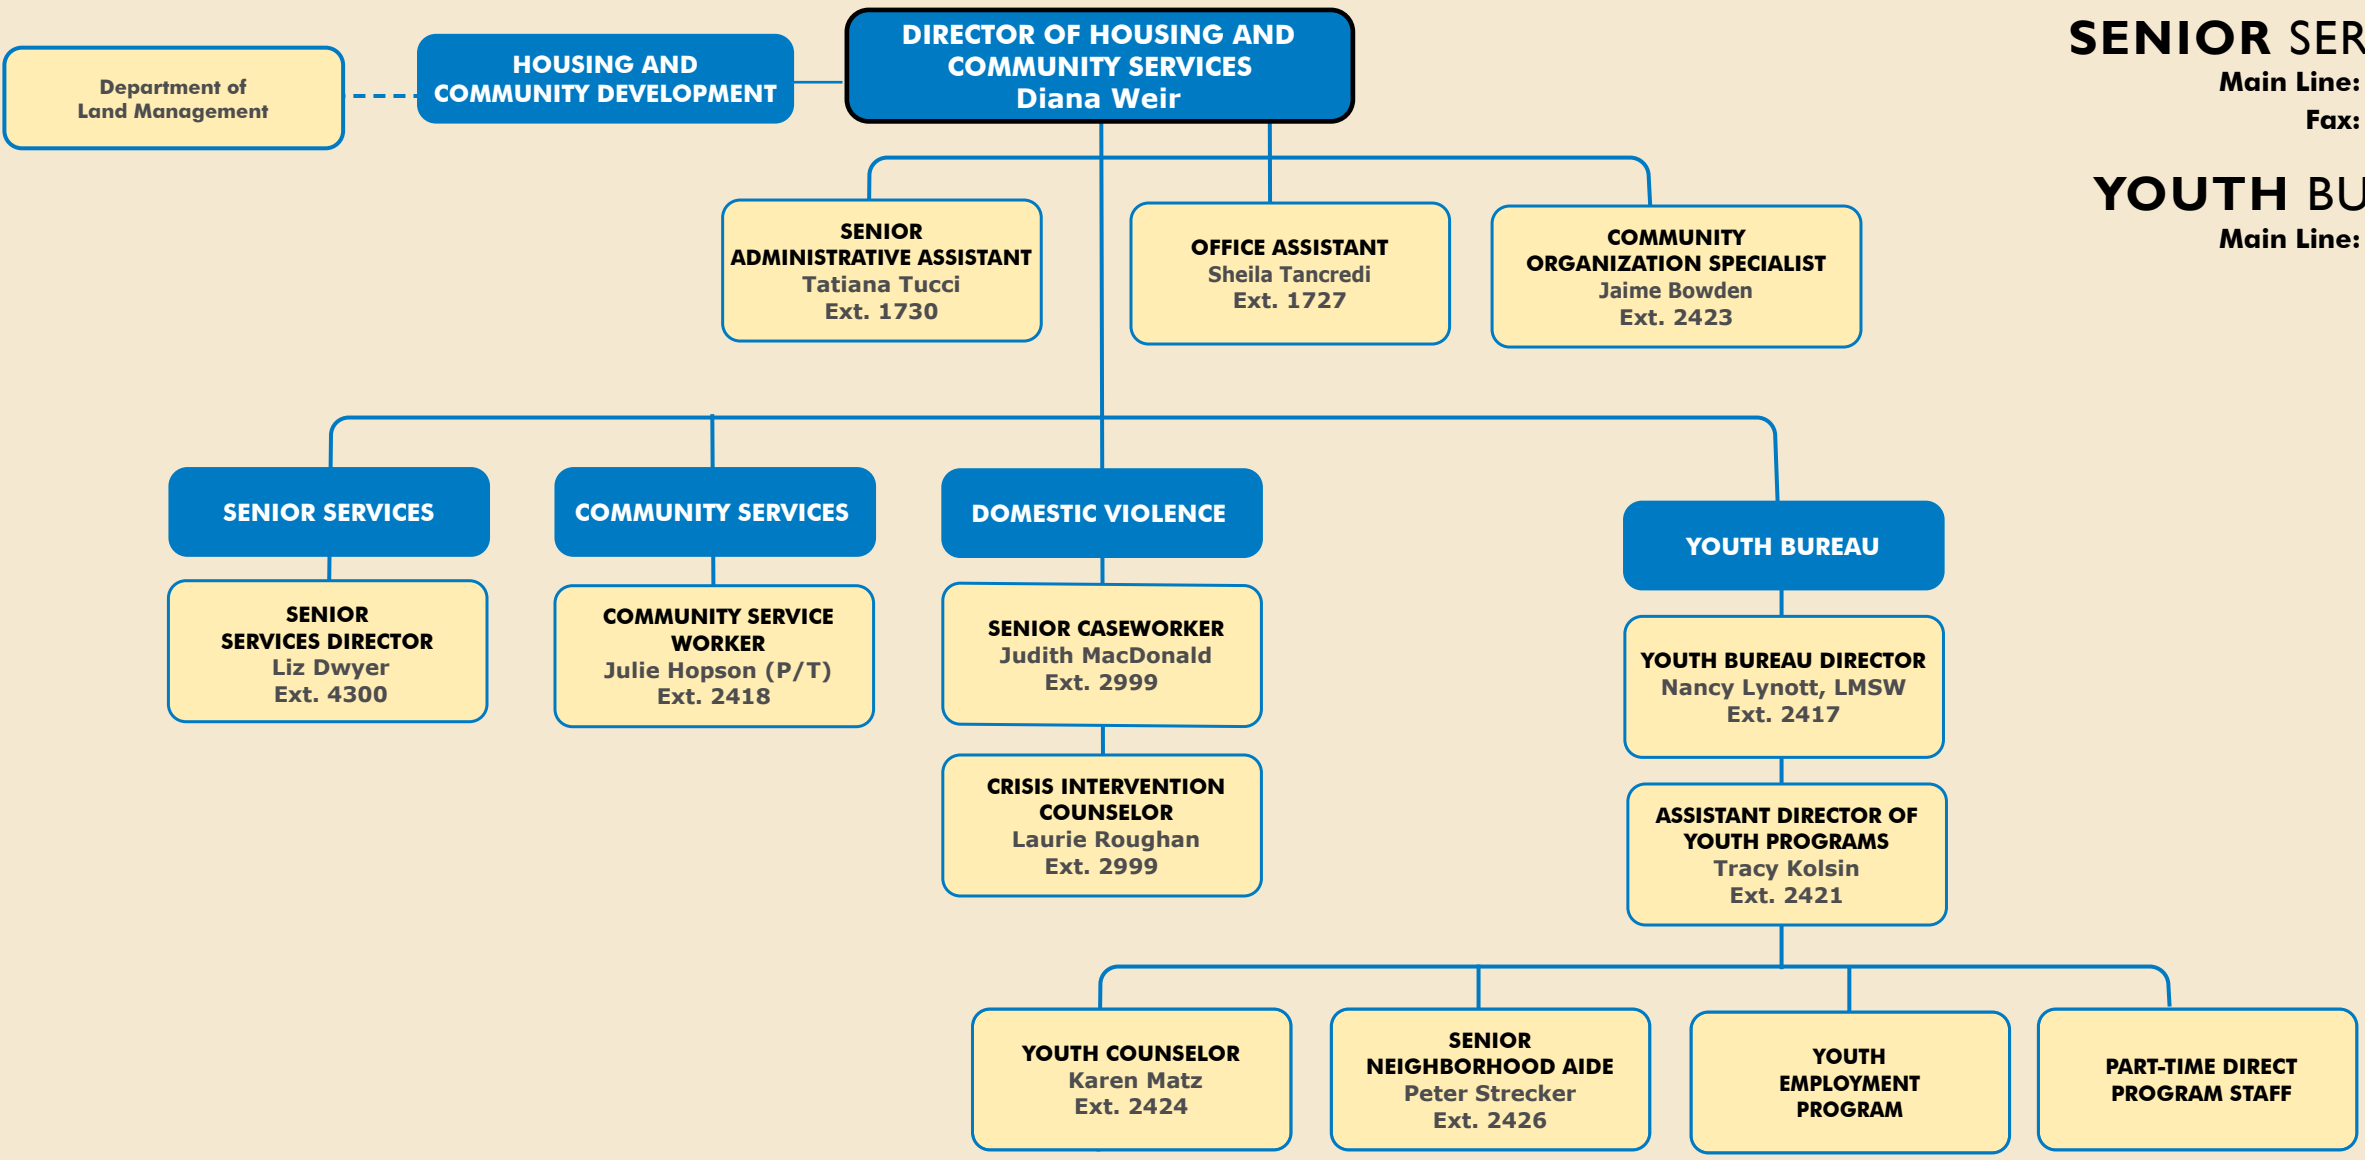 DIRECTOR OF HOUSING AND
COMMUNITY SERVICES
Diana Weir
HOUSING AND
COMMUNITY DEVELOPMENT
Department of
Land Management
SENIOR SER
Main Line:
Fax:
YOUTH BU
Main Line:
SENIOR
ADMINISTRATIVE ASSISTANT
Tatiana Tucci
Ext. 1730
OFFICE ASSISTANT
Sheila Tancredi
Ext. 1727
COMMUNITY
ORGANIZATION SPECIALIST
Jaime Bowden
Ext. 2423
SENIOR SERVICES
SENIOR
SERVICES DIRECTOR
Liz Dwyer
Ext. 4300
COMMUNITY SERVICES
COMMUNITY SERVICE
WORKER
Julie Hopson (P/T)
Ext. 2418
DOMESTIC VIOLENCE
SENIOR CASEWORKER
Judith MacDonald
Ext. 2999
CRISIS INTERVENTION
COUNSELOR
Laurie Roughan
Ext. 2999
YOUTH BUREAU
YOUTH BUREAU DIRECTOR
Nancy Lynott, LMSW
Ext. 2417
ASSISTANT DIRECTOR OF
YOUTH PROGRAMS
Tracy Kolsin
Ext. 2421
YOUTH COUNSELOR
Karen Matz
Ext. 2424
SENIOR
NEIGHBORHOOD AIDE
Peter Strecker
Ext. 2426
YOUTH
EMPLOYMENT
PROGRAM
PART-TIME DIRECT
PROGRAM STAFF